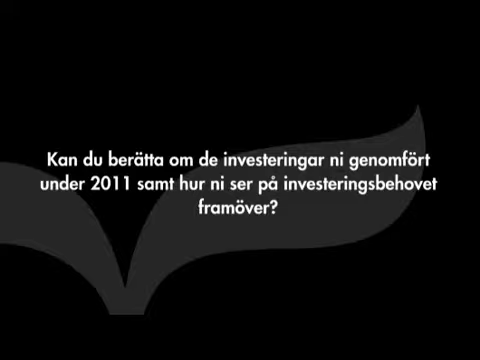 Kan du berätta om de investeringar ni genomfört
under 2011 samt hur ni ser på investeringsbehovet
framöver?